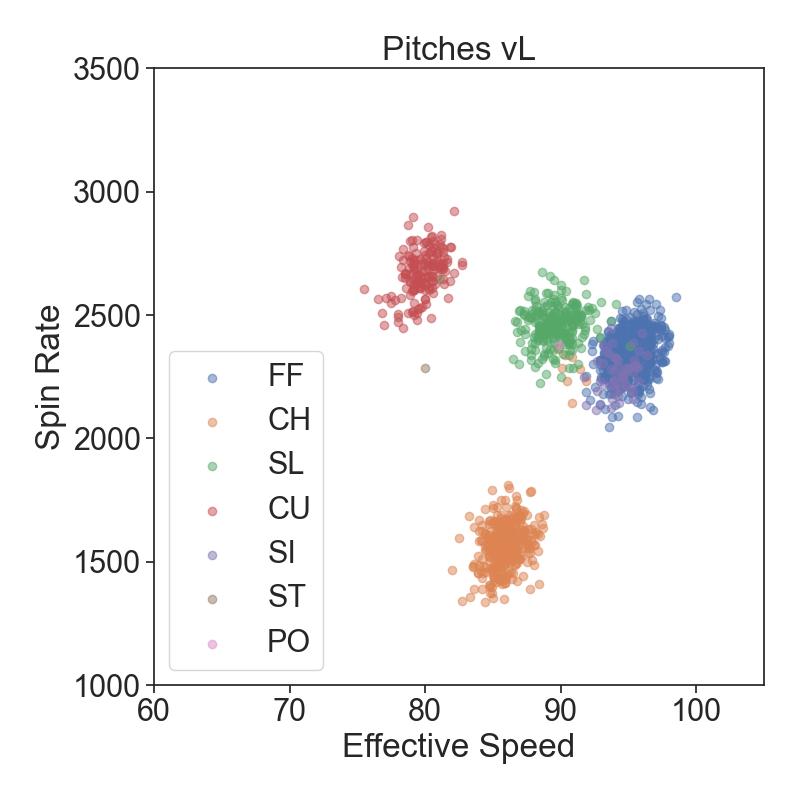 Pitches vL
3500
3000
2500
2000
1500
1000
Spin Rate
FF
CH
SL
CU
SI
ST
PO
60
70
80
90
100
Effective Speed